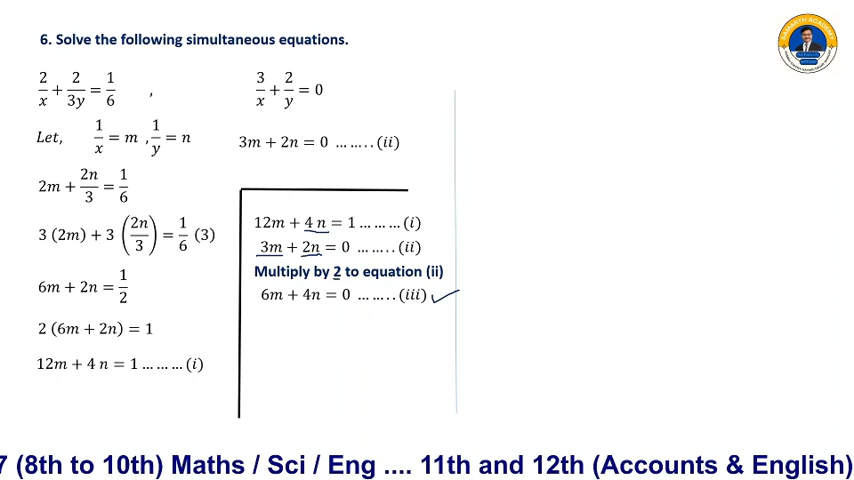 6. Solve the following simultaneous equations.
2/x + 2/3y = 1/6 , 3/x + 2/y = 0
Let, 1/x = m , 1/y = n
3m + 2n = 0 ........ (ii)
2m + 2n/3 = 1/6
3 (2m) + 3 (2n/3) = 1/6 (3)
6m + 2n = 1/2
2 (6m + 2n) = 1
12m + 4 n = 1 ... ... ... (i)
12m + 4 n = 1 ... ... ... (i)
3m + 2n = 0 ........ (ii)
Multiply by 2 to equation (ii)
6m + 4n = 0 ........ (iii)
7 (8th to 10th) Maths / Sci / Eng .... 11th and 12th (Accounts & English)